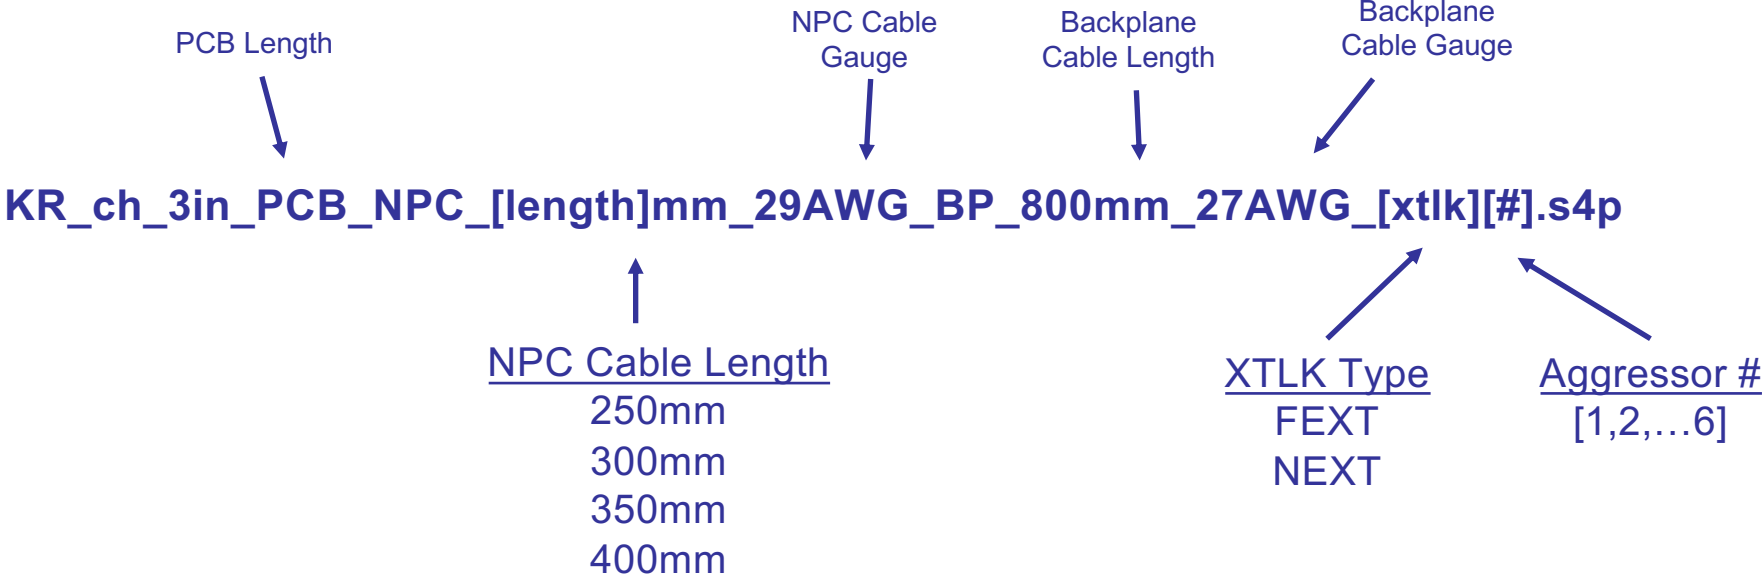 PCB Length
NPC Cable
Gauge
Backplane
Cable Length
Backplane
Cable Gauge
KR_ch_3in_PCB_NPC_[length]mm_29AWG_BP_800mm_27AWG_[xtlk][#].s4p
NPC Cable Length
250mm
300mm
350mm
400mm
XTLK Type
FEXT
NEXT
Aggressor #
[1,2,…6]